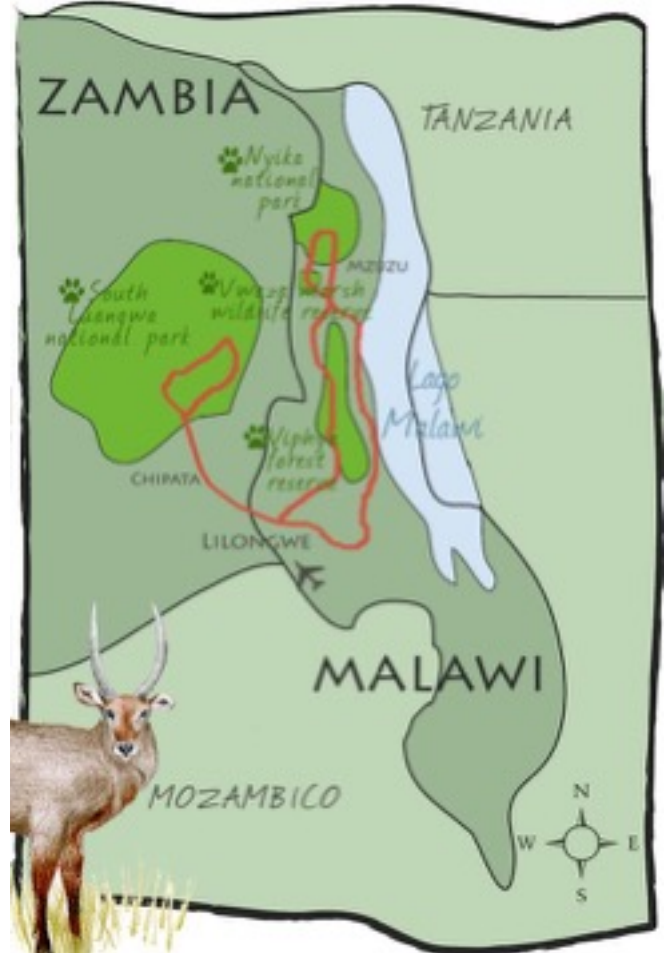 ZAMBIA
TANZANIA
Nyika
national
park
MZUZU
South
Luangwa
national park
Vwaza Marsh
wildlife reserve
Lago
Malawi
Viphya
forest
reserve
CHIPATA
LILONGWE
MALAWI
MOZAMBICO
N
W
E
S